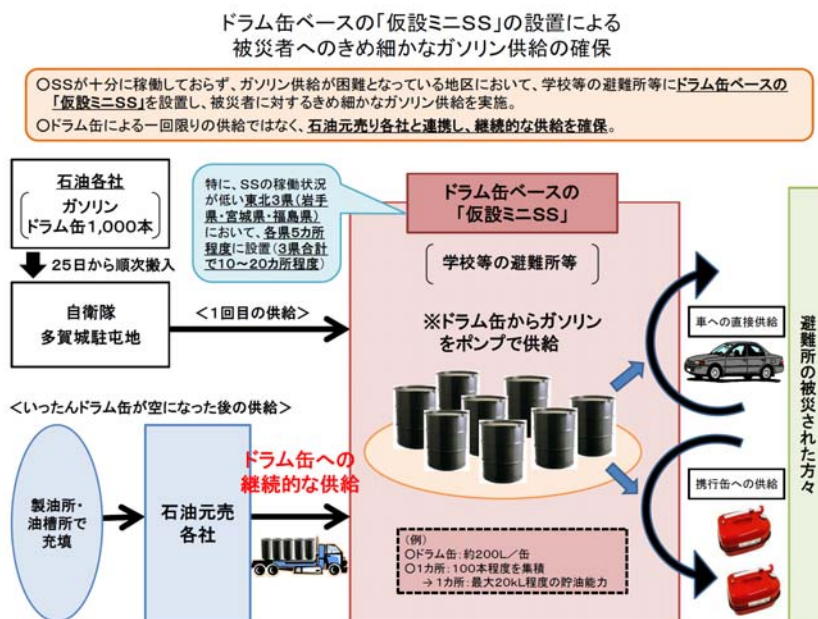 ドラム缶ベースの「仮設ミニSS」の設置による
被災者へのきめ細かなガソリン供給の確保
○SSが十分に稼働しておらず、ガソリン供給が困難となっている地区において、学校等の避難所等にドラム缶ベースの
「仮設ミニSS」を設置し、被災者に対するきめ細かなガソリン供給を実施。
○ドラム缶による一回限りの供給ではなく、石油元売り各社と連携し、継続的な供給を確保。
石油各社
ガソリン
ドラム缶1,000本
25日から順次搬入
自衛隊
多賀城駐屯地
<1回目の供給>
特に、SSの稼働状況
が低い東北3県(岩手
県・宮城県・福島県)
において、各県5カ所
程度に設置(3県合計
で10~20カ所程度)
ドラム缶ベースの
「仮設ミニSS」
学校等の避難所等
※ドラム缶からガソリン
をポンプで供給
車への直接供給
避難所の被災された方々
<いったんドラム缶が空になった後の供給>
製油所・
油槽所で
充填
石油元売
各社
ドラム缶への
継続的な供給
携行缶への供給
(例)
○ドラム缶:約200L/缶
○1カ所:100本程度を集積
→ 1カ所:最大20kL程度の貯油能力